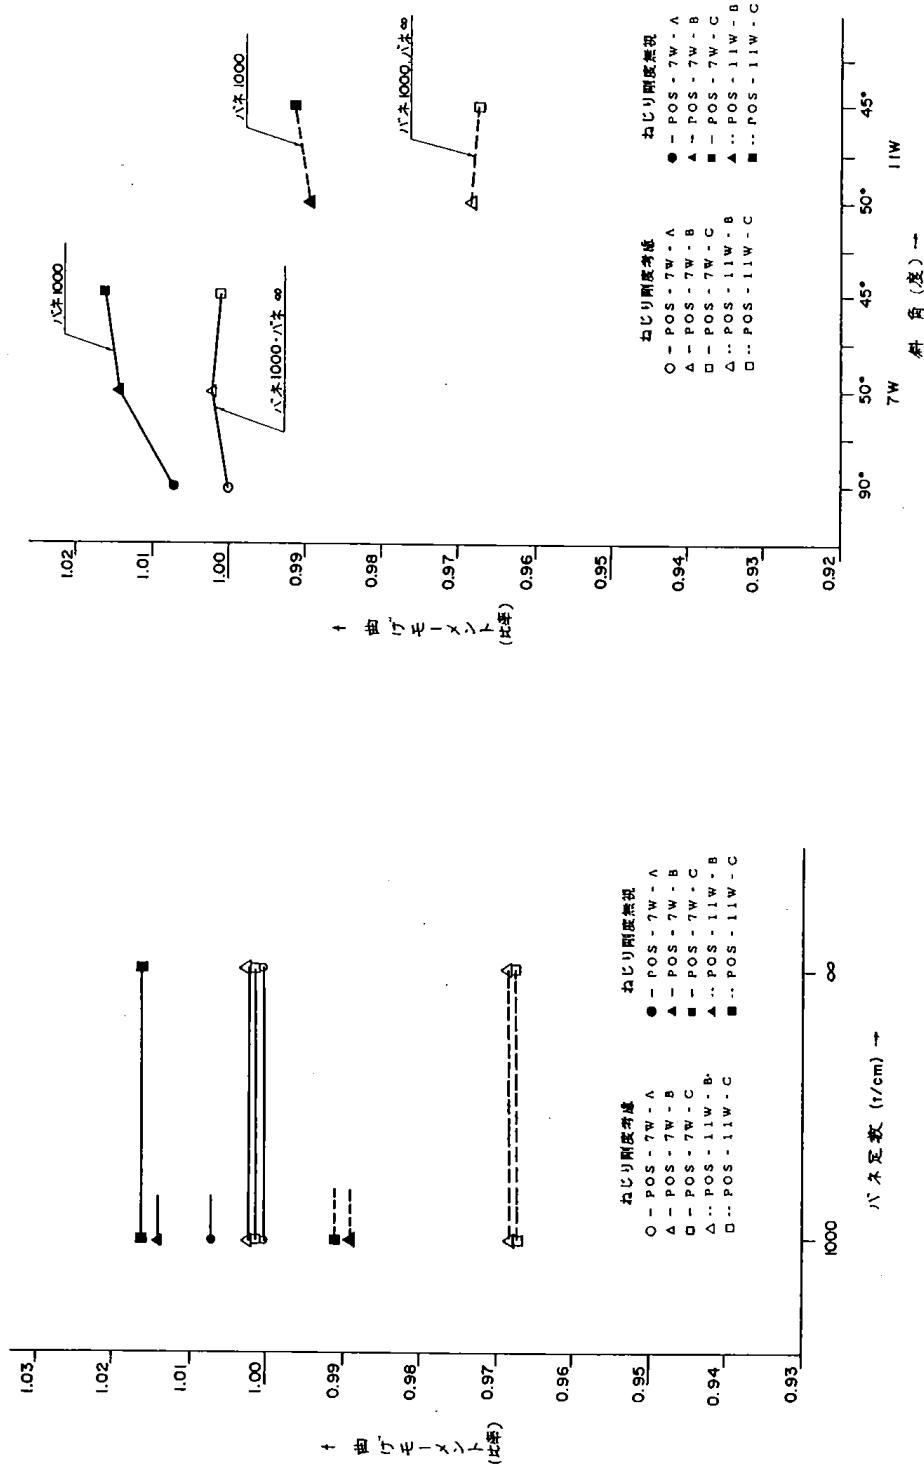 1.03
1.02
1.01
1.00
0.99
0.98
0.97
0.96
0.95
0.94
0.93
↑ 曲げモーメント
(比率)
1000
∞
バネ定数 (t/cm) →
ねじり剛度考慮
○ - POS - 7W - A
△ - POS - 7W - B
□ - POS - 7W - C
△ -- POS - 11W - B
□ -- POS - 11W - C
ねじり剛度無視
● - POS - 7W - A
▲ - POS - 7W - B
■ - POS - 7W - C
▲ -- POS - 11W - B
■ -- POS - 11W - C
1.02
1.01
1.00
0.99
0.98
0.97
0.96
0.95
0.94
0.93
0.92
↑ 曲げモーメント
(比率)
バネ1000
バネ1000・バネ∞
バネ1000
バネ1000,バネ∞
90°
50°
45°
50°
45°
7W
11W
斜角(度) →
ねじり剛度考慮
○ - POS - 7W - A
△ - POS - 7W - B
□ - POS - 7W - C
△ -- POS - 11W - B
□ -- POS - 11W - C
ねじり剛度無視
● - POS - 7W - A
▲ - POS - 7W - B
■ - POS - 7W - C
▲ -- POS - 11W - B
■ -- POS - 11W - C